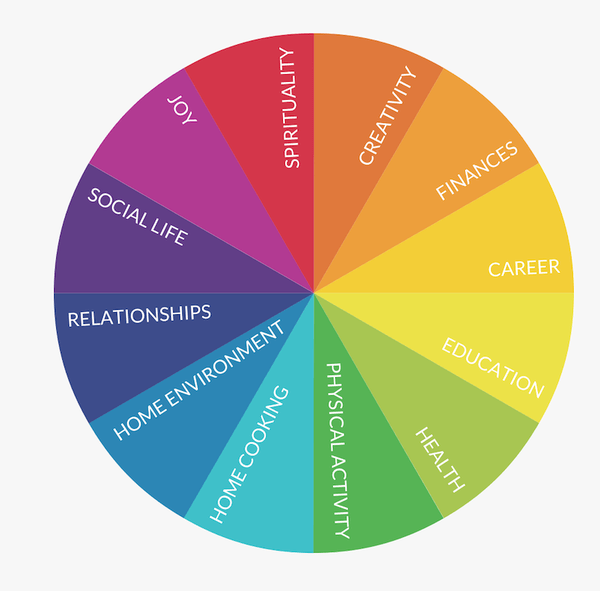 SPIRITUALITY
CREATIVITY
FINANCES
CAREER
EDUCATION
HEALTH
PHYSICAL ACTIVITY
HOME COOKING
HOME ENVIRONMENT
RELATIONSHIPS
SOCIAL LIFE
JOY